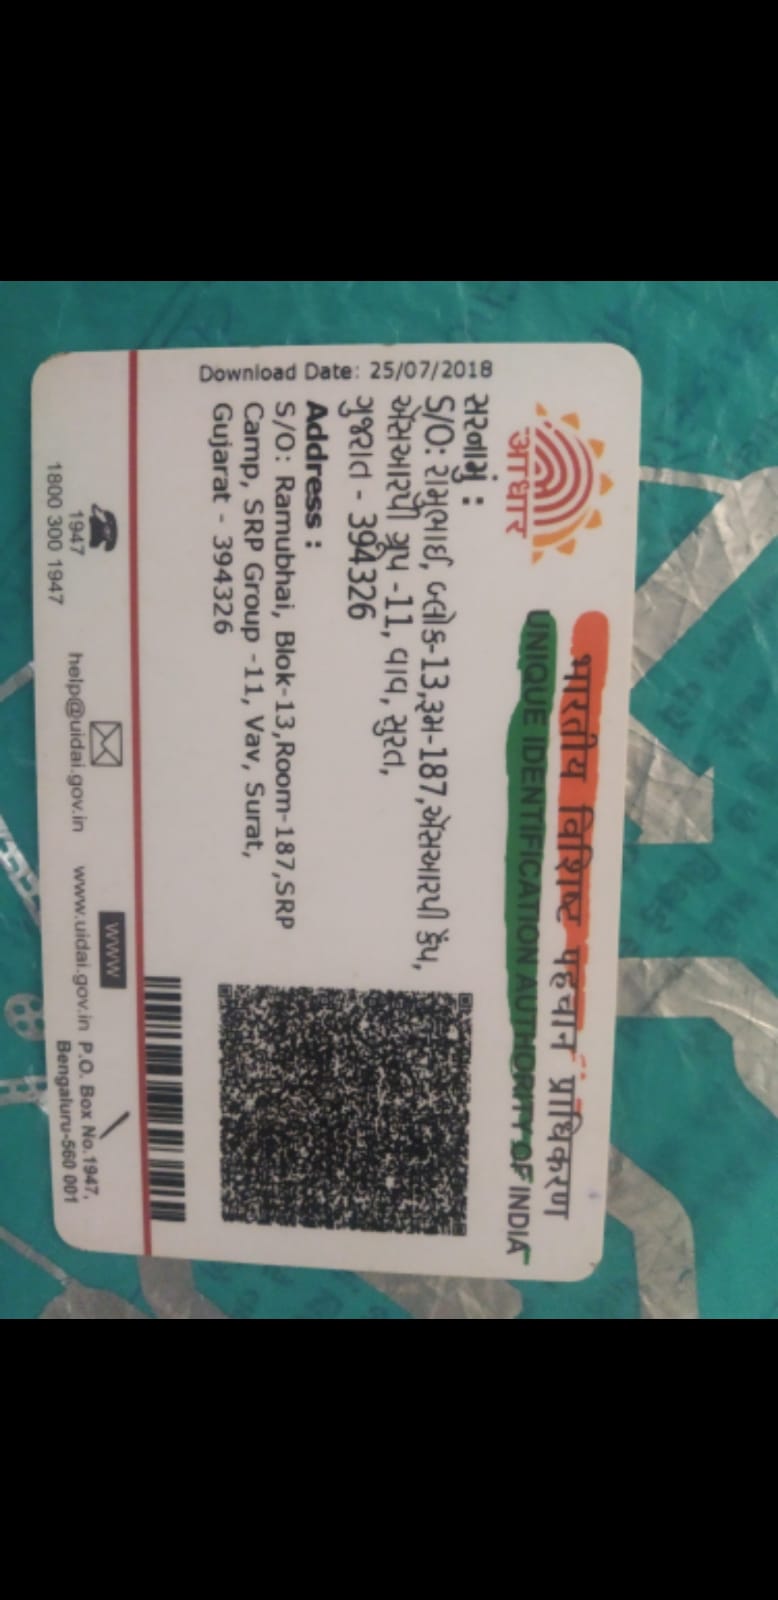 आधार
भारतीय विशिष्ट पहचान प्राधिकरण
UNIQUE IDENTIFICATION AUTHORITY OF INDIA
Download Date: 25/07/2018
સરનામું :
S/O: રામુભાઈ, બ્લોક-13,રૂમ-187,એસઆરપી કૅંપ,
એસઆરપી ગ્રુપ -11, વાવ, સુરત,
ગુજરાત - 394326
Address :
S/O: Ramubhai, Blok-13,Room-187,SRP
Camp, SRP Group -11, Vav, Surat,
Gujarat - 394326
1947
1800 300 1947
help@uidai.gov.in
www
www.uidai.gov.in
P.O. Box No.1947,
Bengaluru-560 001